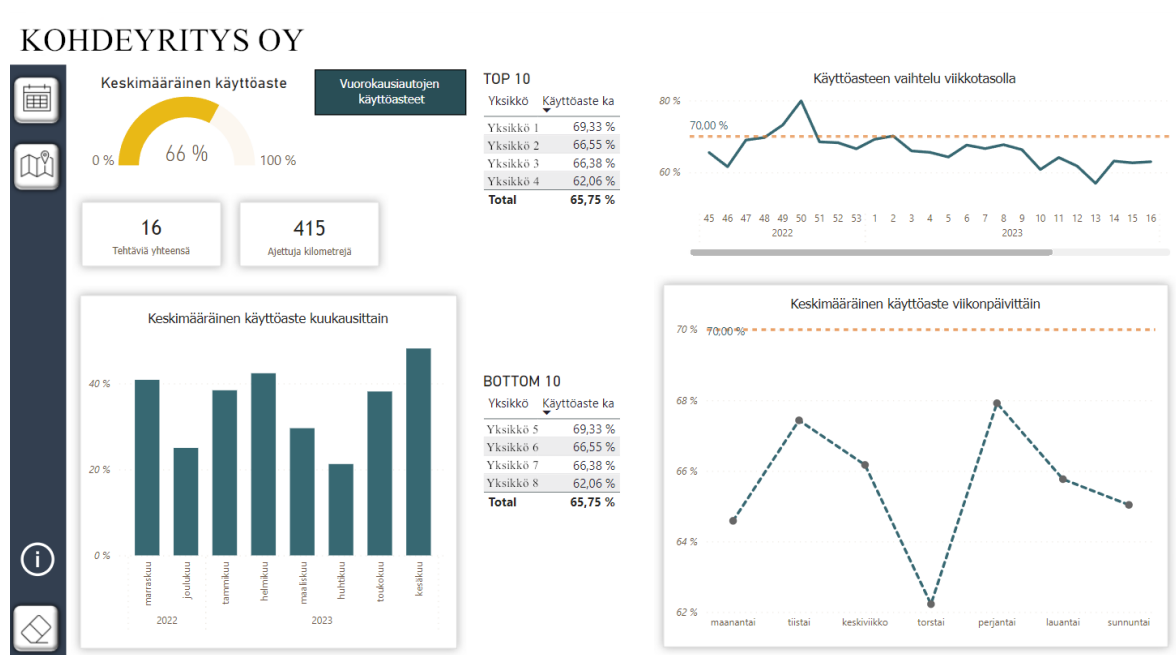 KOHDEYRITYS OY
Keskimääräinen käyttöaste
0 %
66 %
100 %
Vuorokausiautojen
käyttöasteet
16
Tehtäviä yhteensä
415
Ajettuja kilometrejä
TOP 10
Yksikkö Käyttöaste ka
Yksikkö 1 69,33 %
Yksikkö 2 66,55 %
Yksikkö 3 66,38 %
Yksikkö 4 62,06 %
Total 65,75 %
Käyttöasteen vaihtelu viikkotasolla
80 %
70,00 %
60 %
45 46 47 48 49 50 51 52 53 1 2 3 4 5 6 7 8 9 10 11 12 13 14 15 16
2022 2023
Keskimääräinen käyttöaste kuukausittain
40 %
20 %
0 %
marraskuu joulukuu tammikuu helmikuu maaliskuu huhtikuu toukokuu kesäkuu
2022 2023
BOTTOM 10
Yksikkö Käyttöaste ka
Yksikkö 5 69,33 %
Yksikkö 6 66,55 %
Yksikkö 7 66,38 %
Yksikkö 8 62,06 %
Total 65,75 %
Keskimääräinen käyttöaste viikonpäivittäin
70 % 70,00 %
68 %
66 %
64 %
62 %
maanantai tiistai keskiviikko torstai perjantai lauantai sunnuntai
i